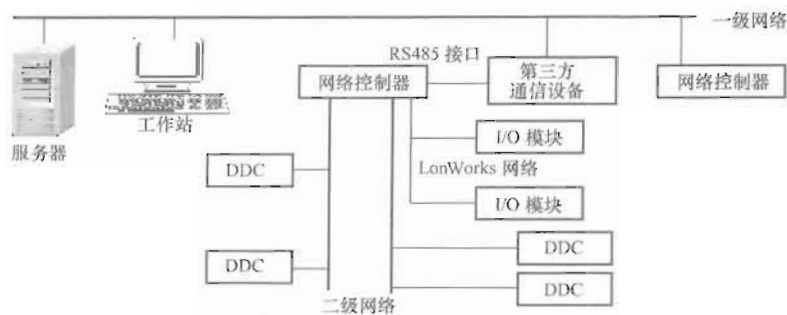 一级网络
RS485 接口
网络控制器
第三方
通信设备
网络控制器
服务器
工作站
I/O 模块
LonWorks 网络
I/O 模块
DDC
DDC
DDC
DDC
二级网络